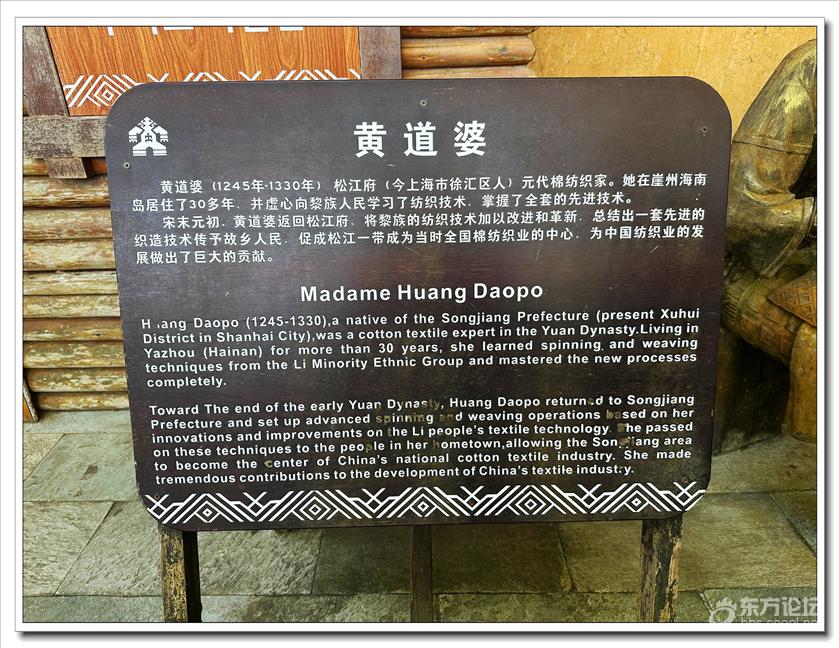 黄道婆
黄道婆（1245年-1330年） 松江府（今上海市徐汇区人）元代棉纺织家。她在崖州海南
岛居住了30多年，并虚心向黎族人民学习了纺织技术，掌握了全套的先进技术。
宋末元初，黄道婆返回松江府，将黎族的纺织技术加以改进和革新，总结出一套先进的
织造技术传予故乡人民，促成松江一带成为当时全国棉纺织业的中心，为中国纺织业的发
展做出了巨大的贡献。
Madame Huang Daopo
Huang Daopo (1245-1330),a native of the Songjiang Prefecture (present Xuhui
District in Shanhai City),was a cotton textile expert in the Yuan Dynasty.Living in
Yazhou (Hainan) for more than 30 years, she learned spinning and weaving
techniques from the Li Minority Ethnic Group and mastered the new processes
completely.
Toward The end of the early Yuan Dynasty, Huang Daopo returned to Songjiang
Prefecture and set up advanced spinning and weaving operations based on her
innovations and improvements on the Li people's textile technology. She passed
on these techniques to the people in her hometown,allowing the Songjiang area
to become the center of China's national cotton textile industry. She made
tremendous contributions to the development of China's textile industry.
东方论坛